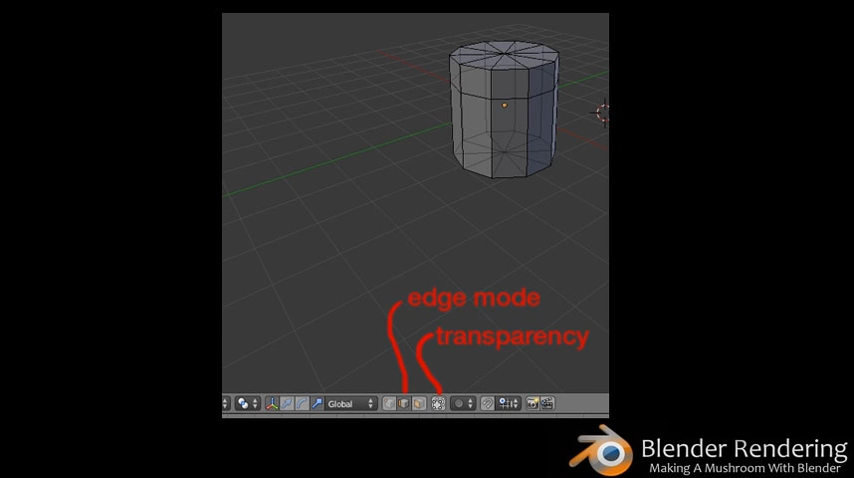 edge mode
transparency
Global
Blender Rendering
Making A Mushroom With Blender